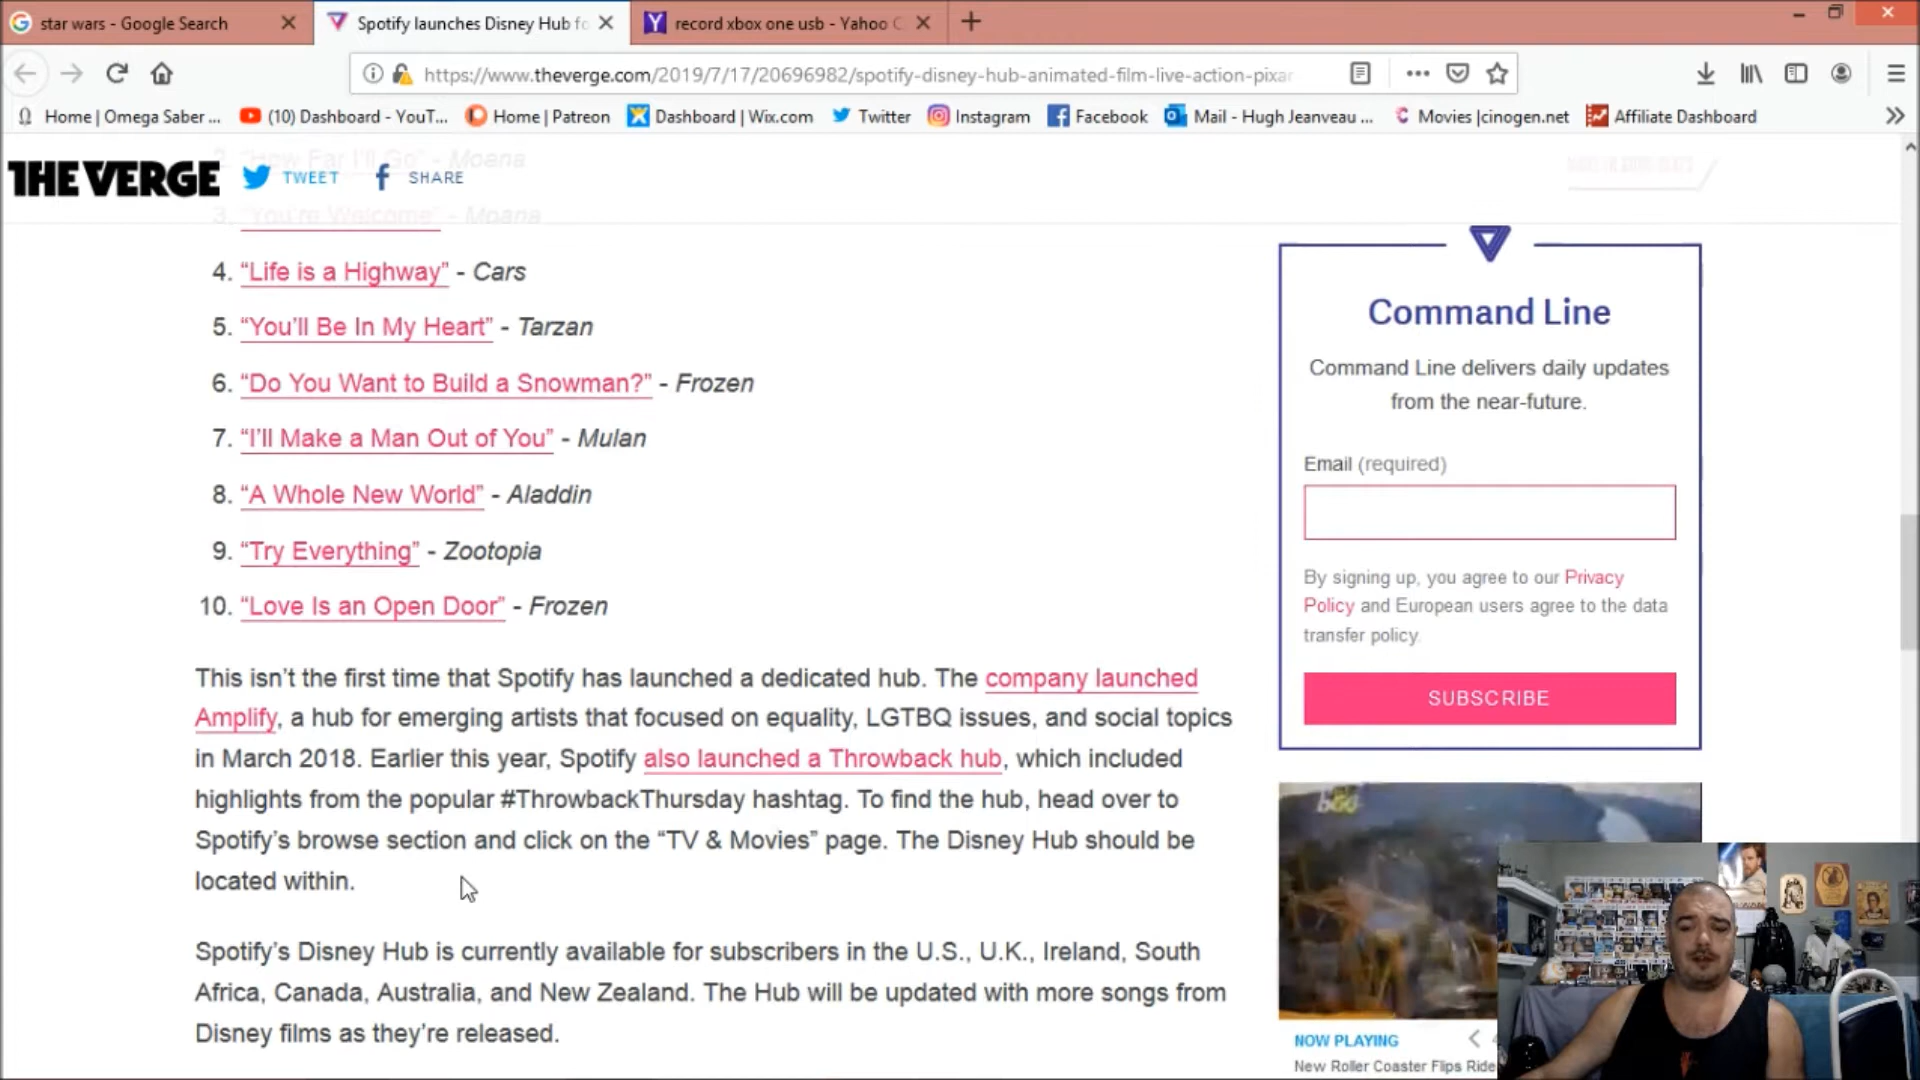 star wars - Google Search
Spotify launches Disney Hub fo
record xbox one usb - Yahoo
https://www.theverge.com/2019/7/17/20696982/spotify-disney-hub-animated-film-live-action-pixar
Home | Omega Saber ...
(10) Dashboard - YouT...
Home | Patreon
Dashboard | Wix.com
Twitter
Instagram
Facebook
Mail - Hugh Jeanveau ...
Movies |cinogen.net
Affiliate Dashboard
2. "How Far I'll Go" - Moana
THE VERGE
TWEET
SHARE
3. "You're Welcome" - Moana
4. “Life is a Highway” - Cars
5. “You’ll Be In My Heart” - Tarzan
6. “Do You Want to Build a Snowman?” - Frozen
7. “I’ll Make a Man Out of You” - Mulan
8. “A Whole New World” - Aladdin
9. “Try Everything” - Zootopia
10. “Love Is an Open Door” - Frozen
This isn’t the first time that Spotify has launched a dedicated hub. The company launched
Amplify, a hub for emerging artists that focused on equality, LGTBQ issues, and social topics
in March 2018. Earlier this year, Spotify also launched a Throwback hub, which included
highlights from the popular #ThrowbackThursday hashtag. To find the hub, head over to
Spotify’s browse section and click on the “TV & Movies” page. The Disney Hub should be
located within.
Spotify’s Disney Hub is currently available for subscribers in the U.S., U.K., Ireland, South
Africa, Canada, Australia, and New Zealand. The Hub will be updated with more songs from
Disney films as they’re released.
Command Line
Command Line delivers daily updates
from the near-future.
Email (required)
By signing up, you agree to our Privacy
Policy and European users agree to the data
transfer policy.
SUBSCRIBE
NOW PLAYING
New Roller Coaster Flips Ride